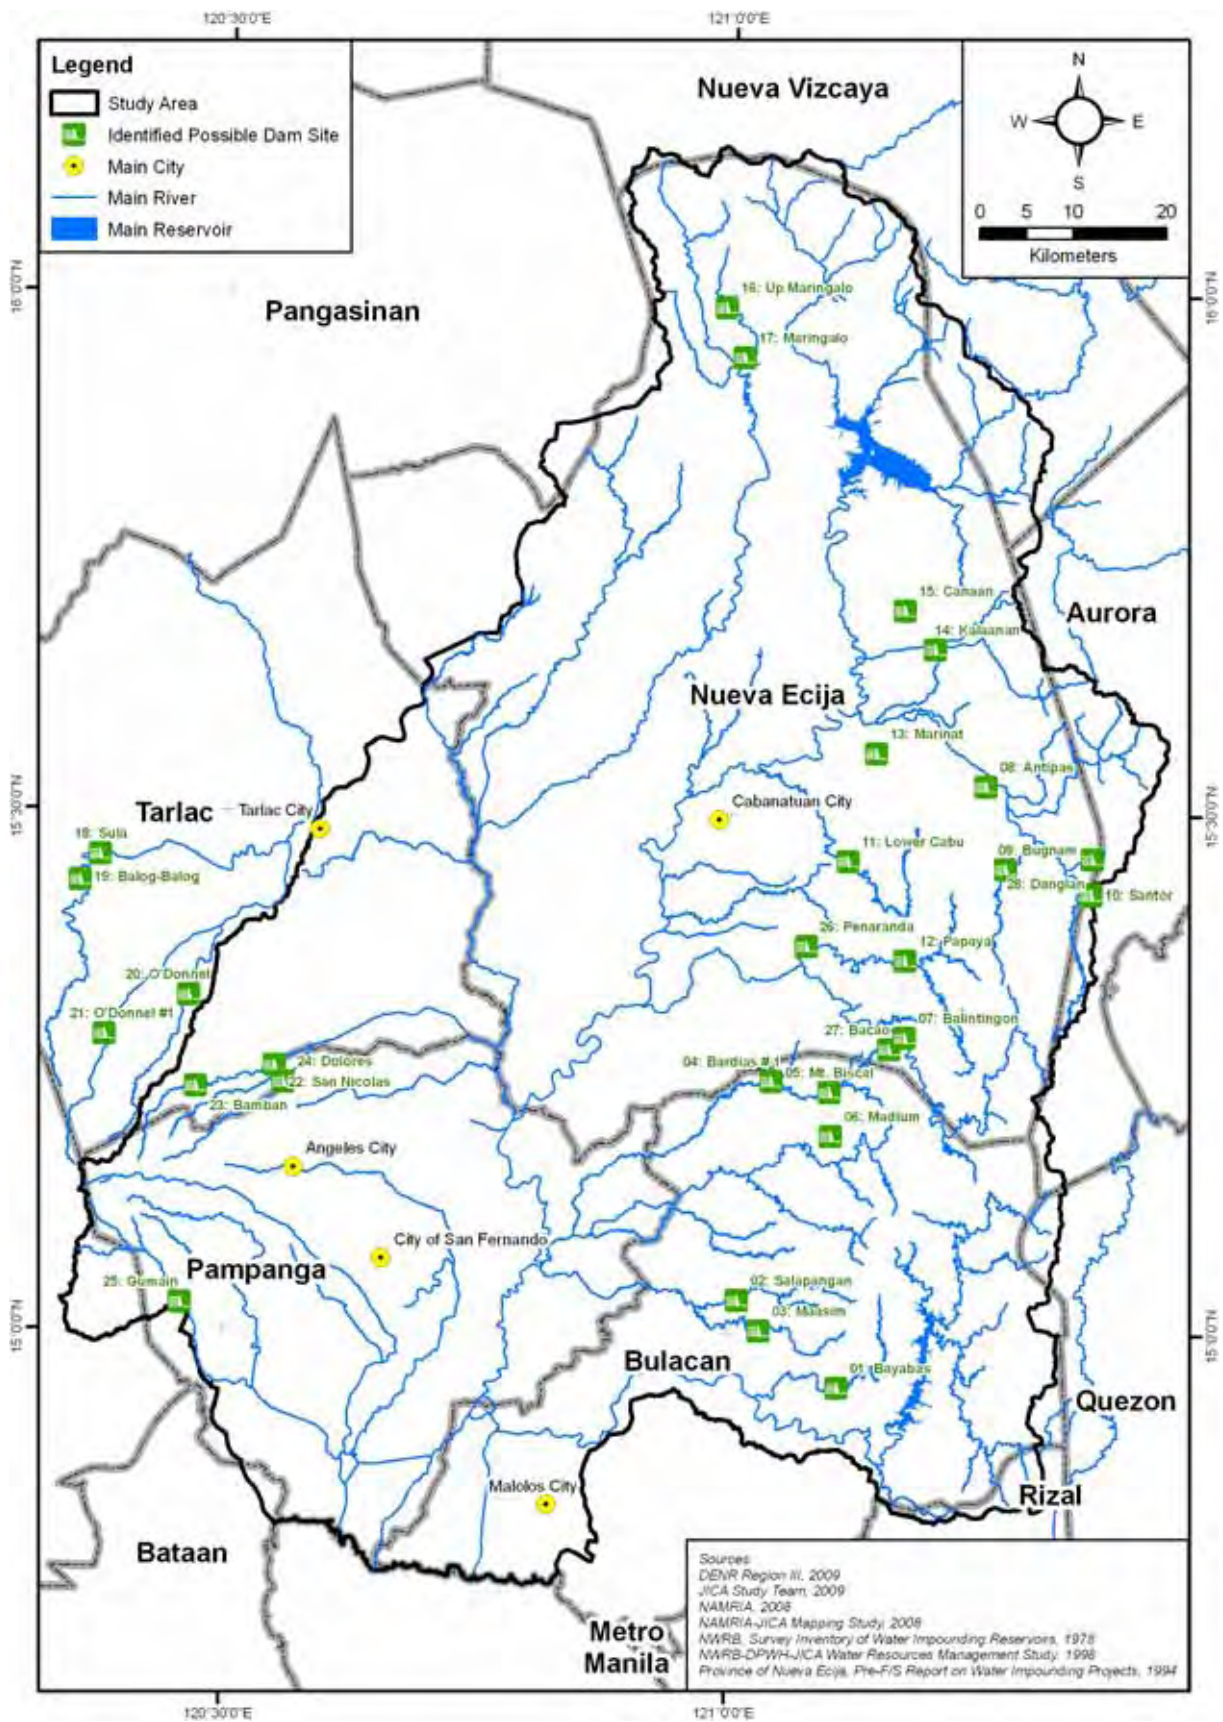 120°30'0"E
121°0'0"E
Legend
Study Area
Identified Possible Dam Site
Main City
Main River
Main Reservoir
Nueva Vizcaya
N
W
E
S
0 5 10 20
Kilometers
16°0'0"N
16°0'0"N
Pangasinan
16: Up Maringalo
17: Maringalo
15: Canaan
14: Kalaanan
Aurora
Nueva Ecija
13: Marinat
08: Antipas
15°30'0"N
15°30'0"N
Tarlac
Tarlac City
Cabanatuan City
18: Sula
19: Balog-Balog
11: Lower Cabu
09: Bugnam
28: Danglan
10: Santor
26: Penaranda
12: Papaya
20: O'Donnel
21: O'Donnel #1
07: Balintingon
27: Bacao
24: Dolores
22: San Nicolas
23: Bamban
04: Bardias #.1
05: Mt. Biscal
06: Madlum
Angeles City
City of San Fernando
Pampanga
25: Gumain
02: Salapangan
03: Maasim
15°0'0"N
15°0'0"N
Bulacan
01: Bayabas
Quezon
Malolos City
Rizal
Bataan
Metro
Manila
Sources:
DENR Region III, 2009
JICA Study Team, 2009
NAMRIA, 2008
NAMRIA-JICA Mapping Study, 2008
NWRB, Survey Inventory of Water Impounding Reservoirs, 1978
NWRB-DPWH-JICA Water Resources Management Study, 1998
Province of Nueva Ecija, Pre-F/S Report on Water Impounding Projects, 1994
120°30'0"E
121°0'0"E